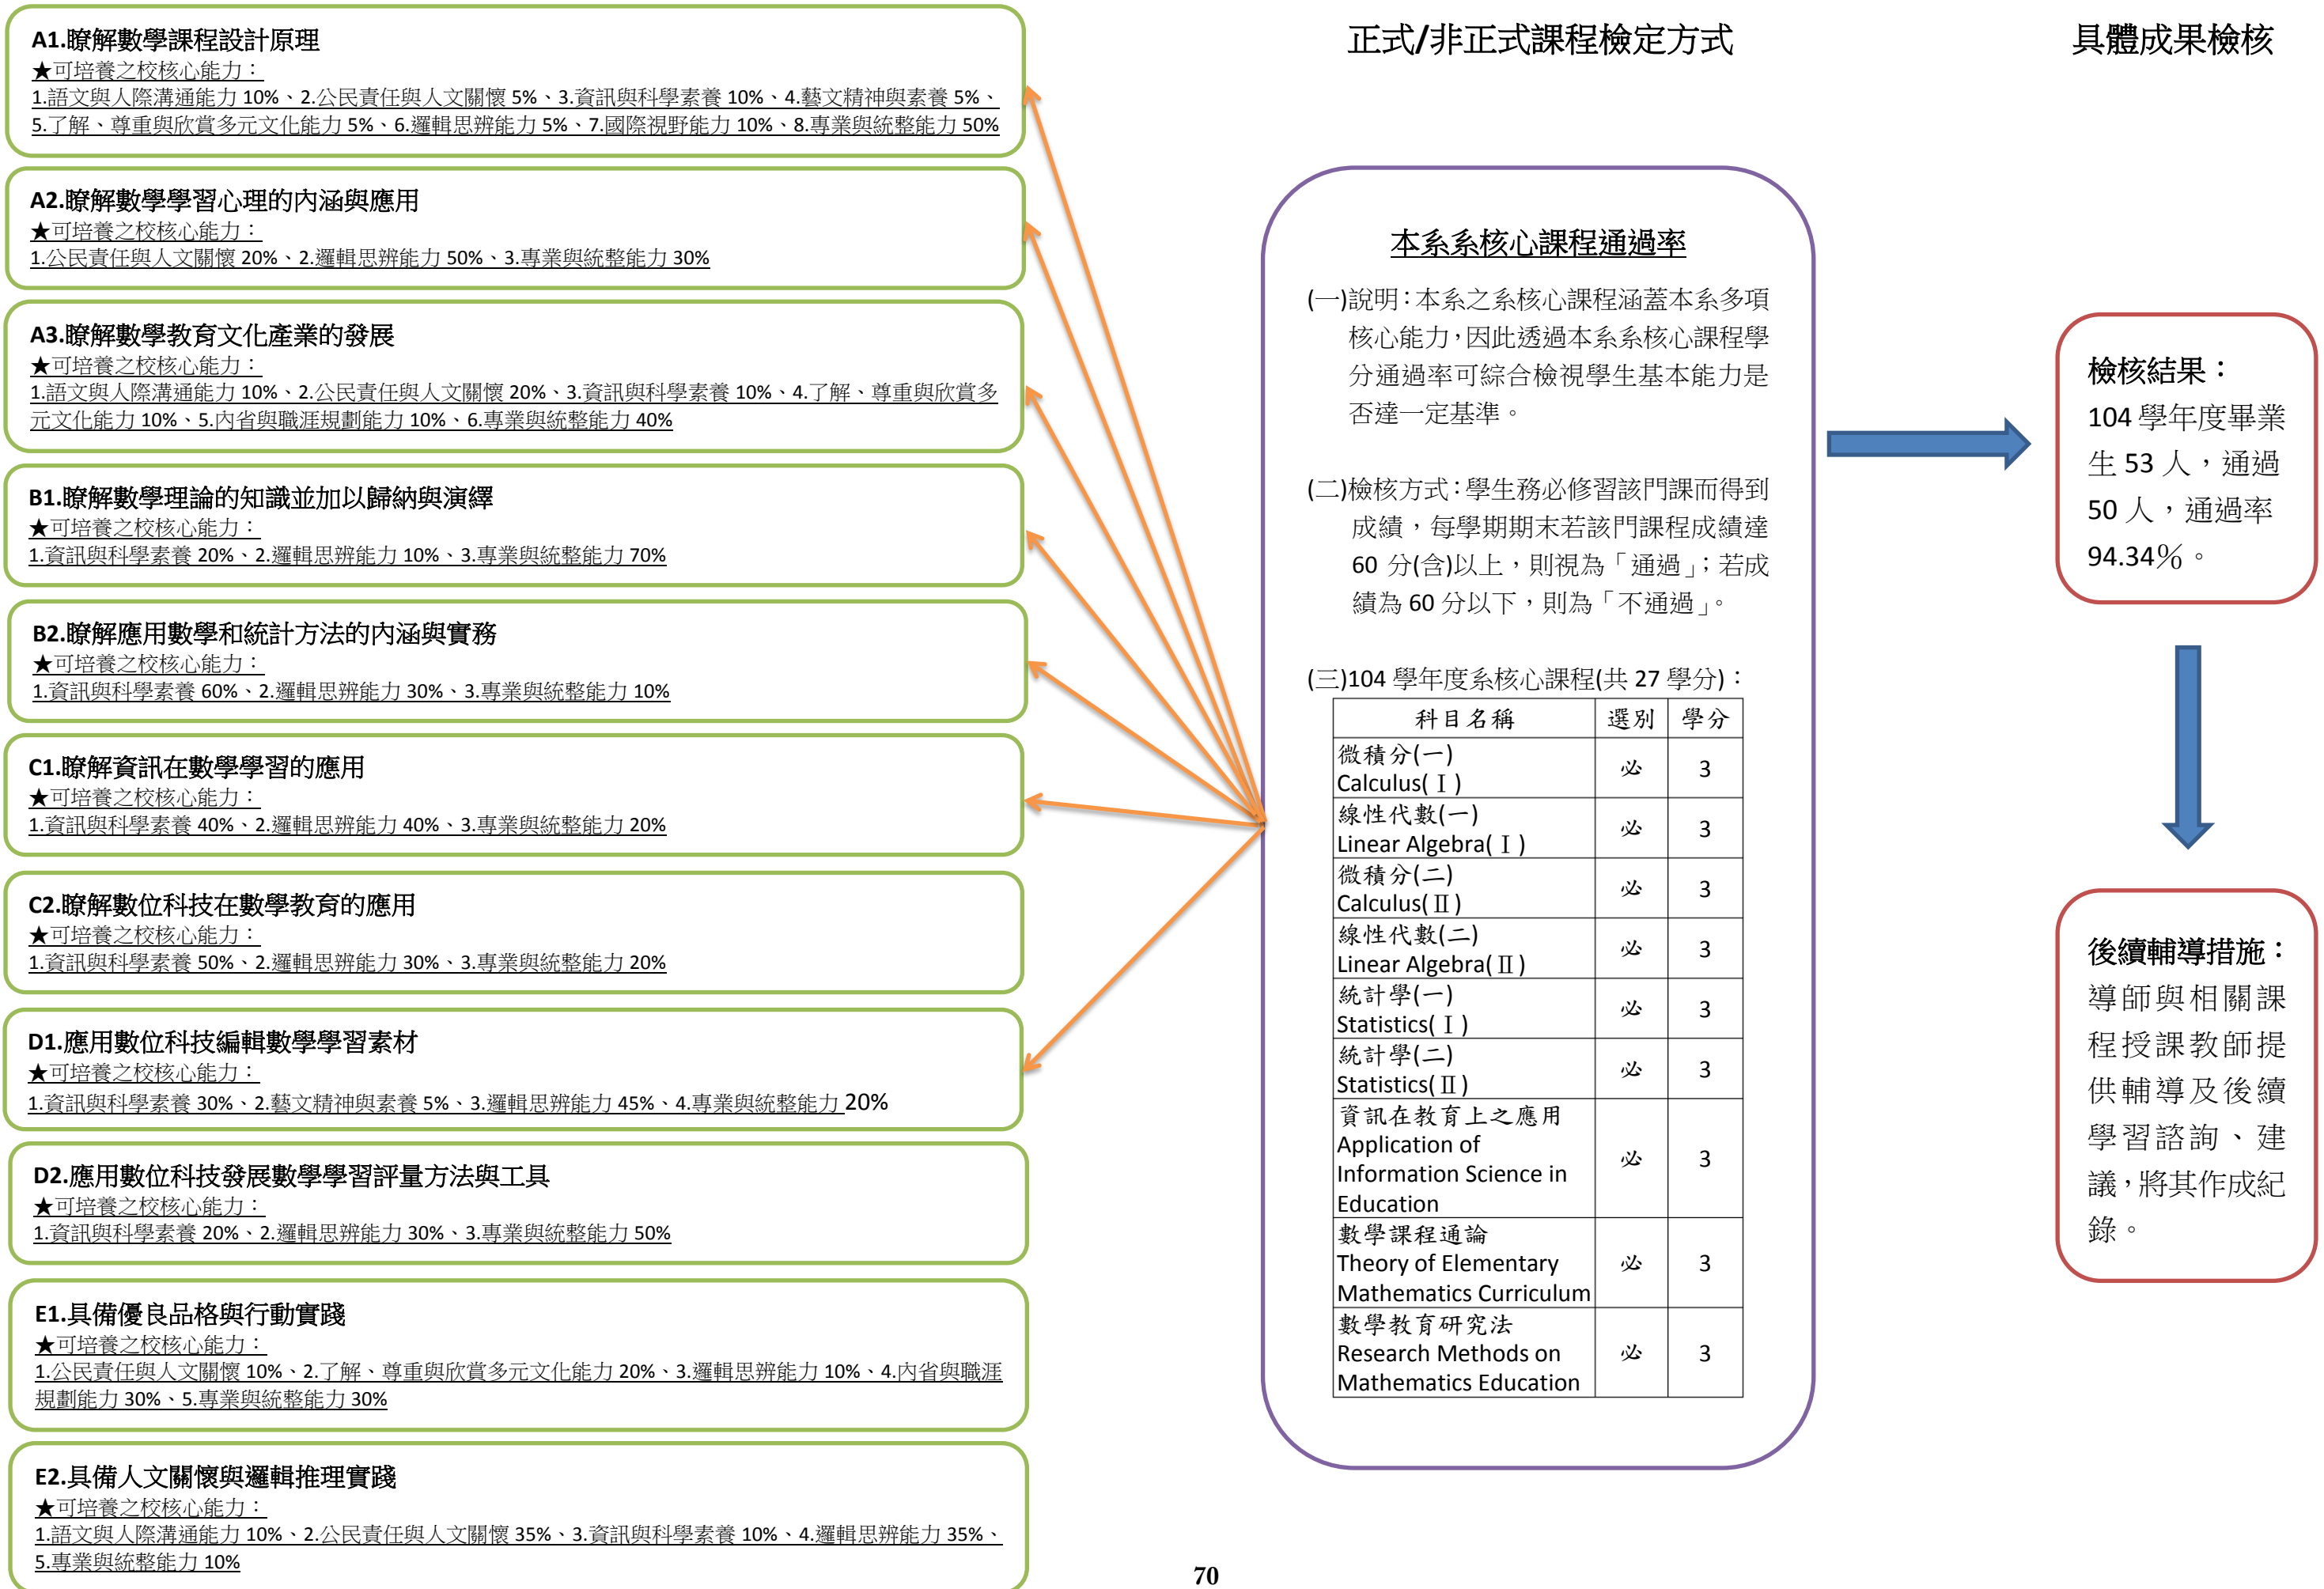 A1.瞭解數學課程設計原理
★可培養之校核心能力：
1.語文與人際溝通能力 10%、2.公民責任與人文關懷 5%、3.資訊與科學素養 10%、4.藝文精神與素養 5%、
5.了解、尊重與欣賞多元文化能力 5%、6.邏輯思辨能力 5%、7.國際視野能力 10%、8.專業與統整能力 50%
A2.瞭解數學學習心理的內涵與應用
★可培養之校核心能力：
1.公民責任與人文關懷 20%、2.邏輯思辨能力 50%、3.專業與統整能力 30%
A3.瞭解數學教育文化產業的發展
★可培養之校核心能力：
1.語文與人際溝通能力 10%、2.公民責任與人文關懷 20%、3.資訊與科學素養 10%、4.了解、尊重與欣賞多
元文化能力 10%、5.內省與職涯規劃能力 10%、6.專業與統整能力 40%
B1.瞭解數學理論的知識並加以歸納與演繹
★可培養之校核心能力：
1.資訊與科學素養 20%、2.邏輯思辨能力 10%、3.專業與統整能力 70%
B2.瞭解應用數學和統計方法的內涵與實務
★可培養之校核心能力：
1.資訊與科學素養 60%、2.邏輯思辨能力 30%、3.專業與統整能力 10%
C1.瞭解資訊在數學學習的應用
★可培養之校核心能力：
1.資訊與科學素養 40%、2.邏輯思辨能力 40%、3.專業與統整能力 20%
C2.瞭解數位科技在數學教育的應用
★可培養之校核心能力：
1.資訊與科學素養 50%、2.邏輯思辨能力 30%、3.專業與統整能力 20%
D1.應用數位科技編輯數學學習素材
★可培養之校核心能力：
1.資訊與科學素養 30%、2.藝文精神與素養 5%、3.邏輯思辨能力 45%、4.專業與統整能力 20%
D2.應用數位科技發展數學學習評量方法與工具
★可培養之校核心能力：
1.資訊與科學素養 20%、2.邏輯思辨能力 30%、3.專業與統整能力 50%
E1.具備優良品格與行動實踐
★可培養之校核心能力：
1.公民責任與人文關懷 10%、2.了解、尊重與欣賞多元文化能力 20%、3.邏輯思辨能力 10%、4.內省與職涯
規劃能力 30%、5.專業與統整能力 30%
E2.具備人文關懷與邏輯推理實踐
★可培養之校核心能力：
1.語文與人際溝通能力 10%、2.公民責任與人文關懷 35%、3.資訊與科學素養 10%、4.邏輯思辨能力 35%、
5.專業與統整能力 10%
正式/非正式課程檢定方式
本系系核心課程通過率
(一)說明：本系之系核心課程涵蓋本系多項
核心能力，因此透過本系系核心課程學
分通過率可綜合檢視學生基本能力是
否達一定基準。
(二)檢核方式：學生務必修習該門課而得到
成績，每學期期末若該門課程成績達
60 分(含)以上，則視為「通過」；若成
績為 60 分以下，則為「不通過」。
(三)104 學年度系核心課程(共 27 學分)：
科目名稱 選別 學分
微積分(一)
Calculus(Ⅰ) 必 3
線性代數(一)
Linear Algebra(Ⅰ) 必 3
微積分(二)
Calculus(Ⅱ) 必 3
線性代數(二)
Linear Algebra(Ⅱ) 必 3
統計學(一)
Statistics(Ⅰ) 必 3
統計學(二)
Statistics(Ⅱ) 必 3
資訊在教育上之應用
Application of
Information Science in 必 3
Education
數學課程通論
Theory of Elementary 必 3
Mathematics Curriculum
數學教育研究法
Research Methods on 必 3
Mathematics Education
具體成果檢核
檢核結果：
104 學年度畢業
生 53 人，通過
50 人，通過率
94.34％。
後續輔導措施：
導師與相關課
程授課教師提
供輔導及後續
學習諮詢、建
議，將其作成紀
錄。
70